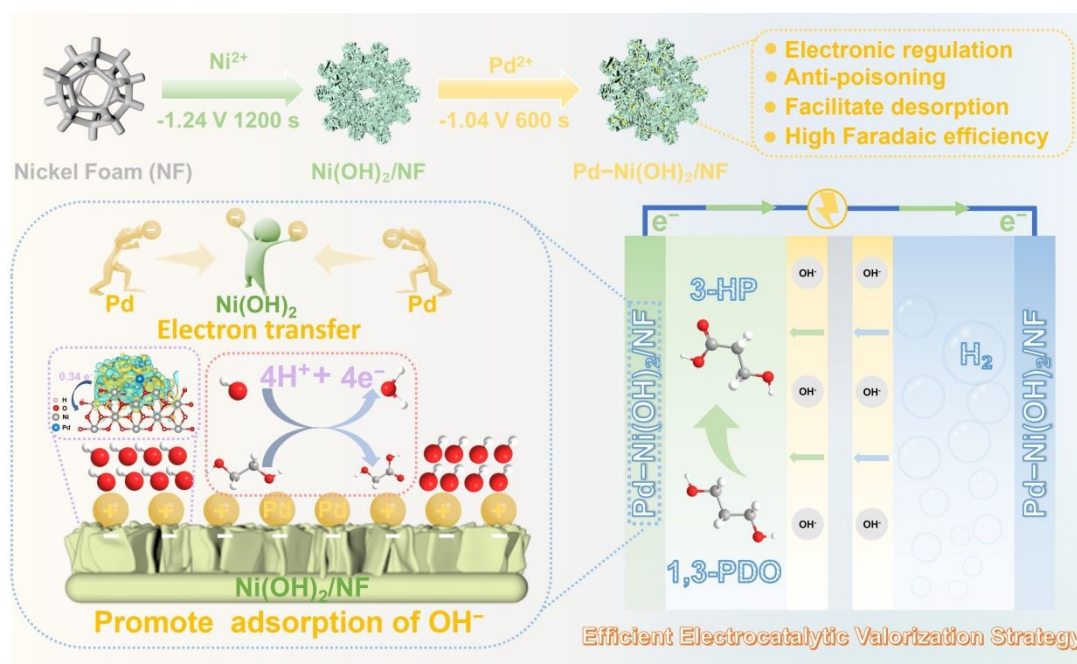 Ni²⁺
-1.24 V 1200 s
Pd²⁺
-1.04 V 600 s
Nickel Foam (NF)
Ni(OH)₂/NF
Pd−Ni(OH)₂/NF
● Electronic regulation
● Anti-poisoning
● Facilitate desorption
● High Faradaic efficiency
Pd
Ni(OH)₂
Pd
Electron transfer
0.34 e⁻
H
O
Ni
Pd
4H⁺+ 4e⁻
+ + + Pd Pd + + +
Ni(OH)₂/NF
Promote adsorption of OH⁻
e⁻
e⁻
Pd−Ni(OH)₂/NF
3-HP
1,3-PDO
OH⁻
OH⁻
OH⁻
OH⁻
OH⁻
OH⁻
H₂
Pd−Ni(OH)₂/NF
Efficient Electrocatalytic Valorization Strategy